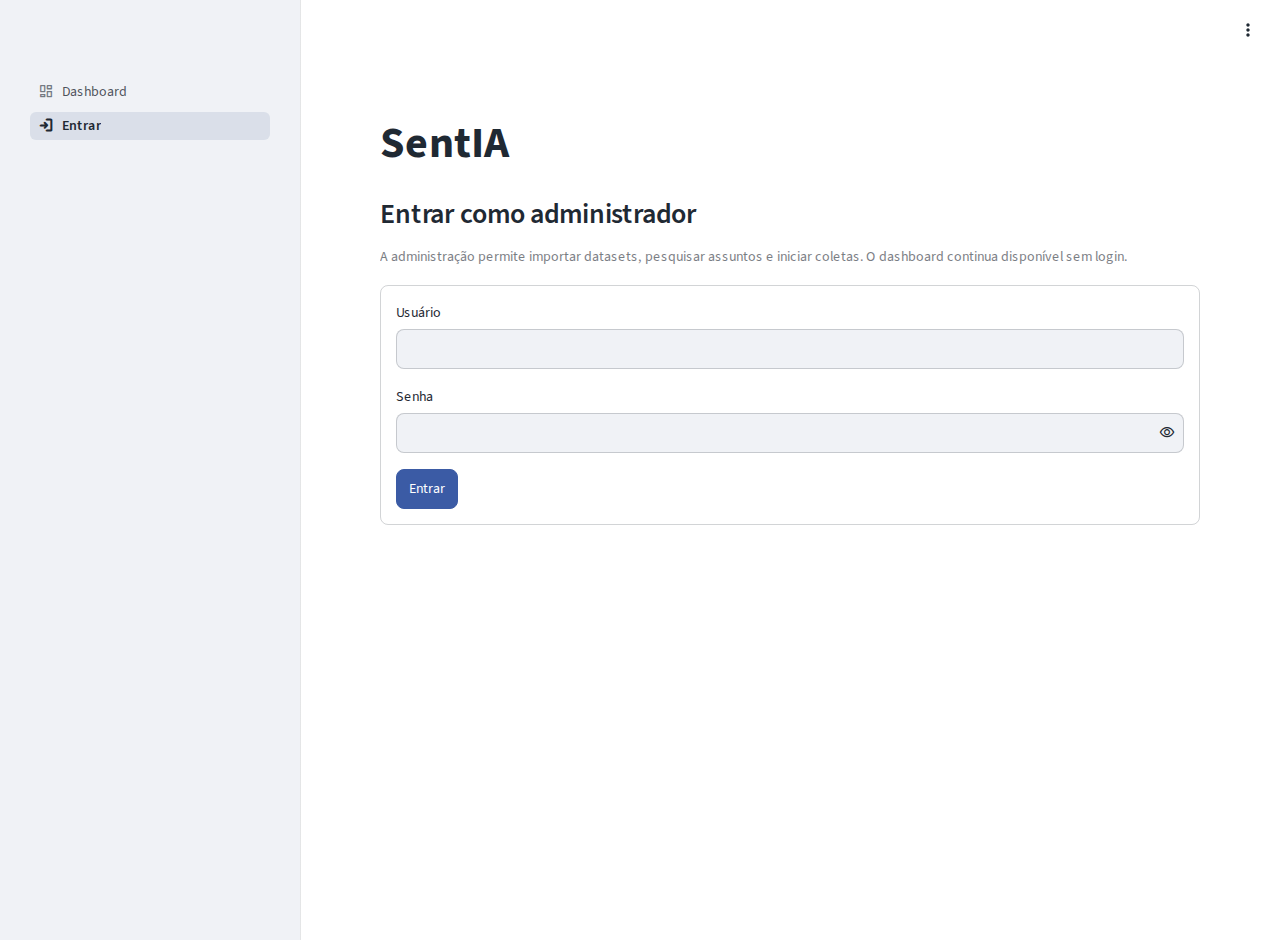 Dashboard
Entrar
SentIA
Entrar como administrador
A administração permite importar datasets, pesquisar assuntos e iniciar coletas. O dashboard continua disponível sem login.
Usuário
Senha
Entrar